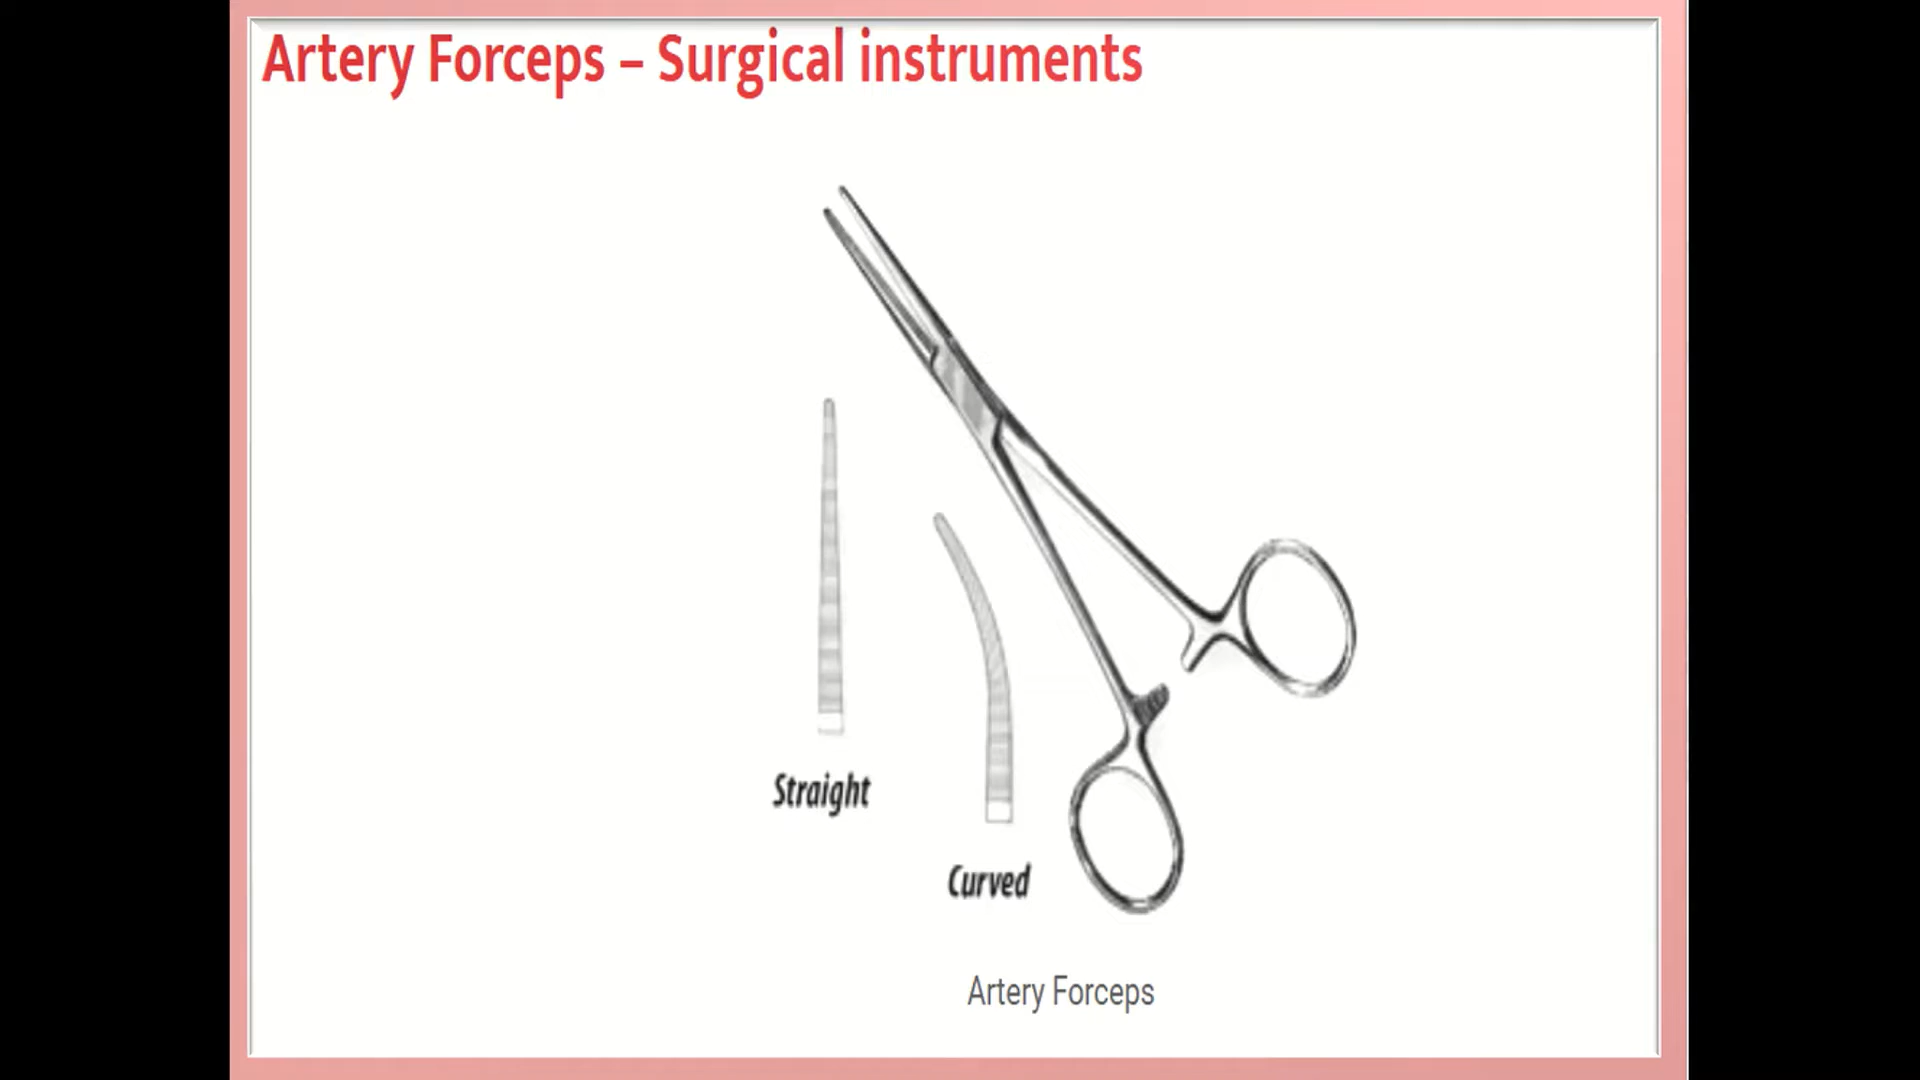 Artery Forceps – Surgical instruments
Straight
Curved
Artery Forceps